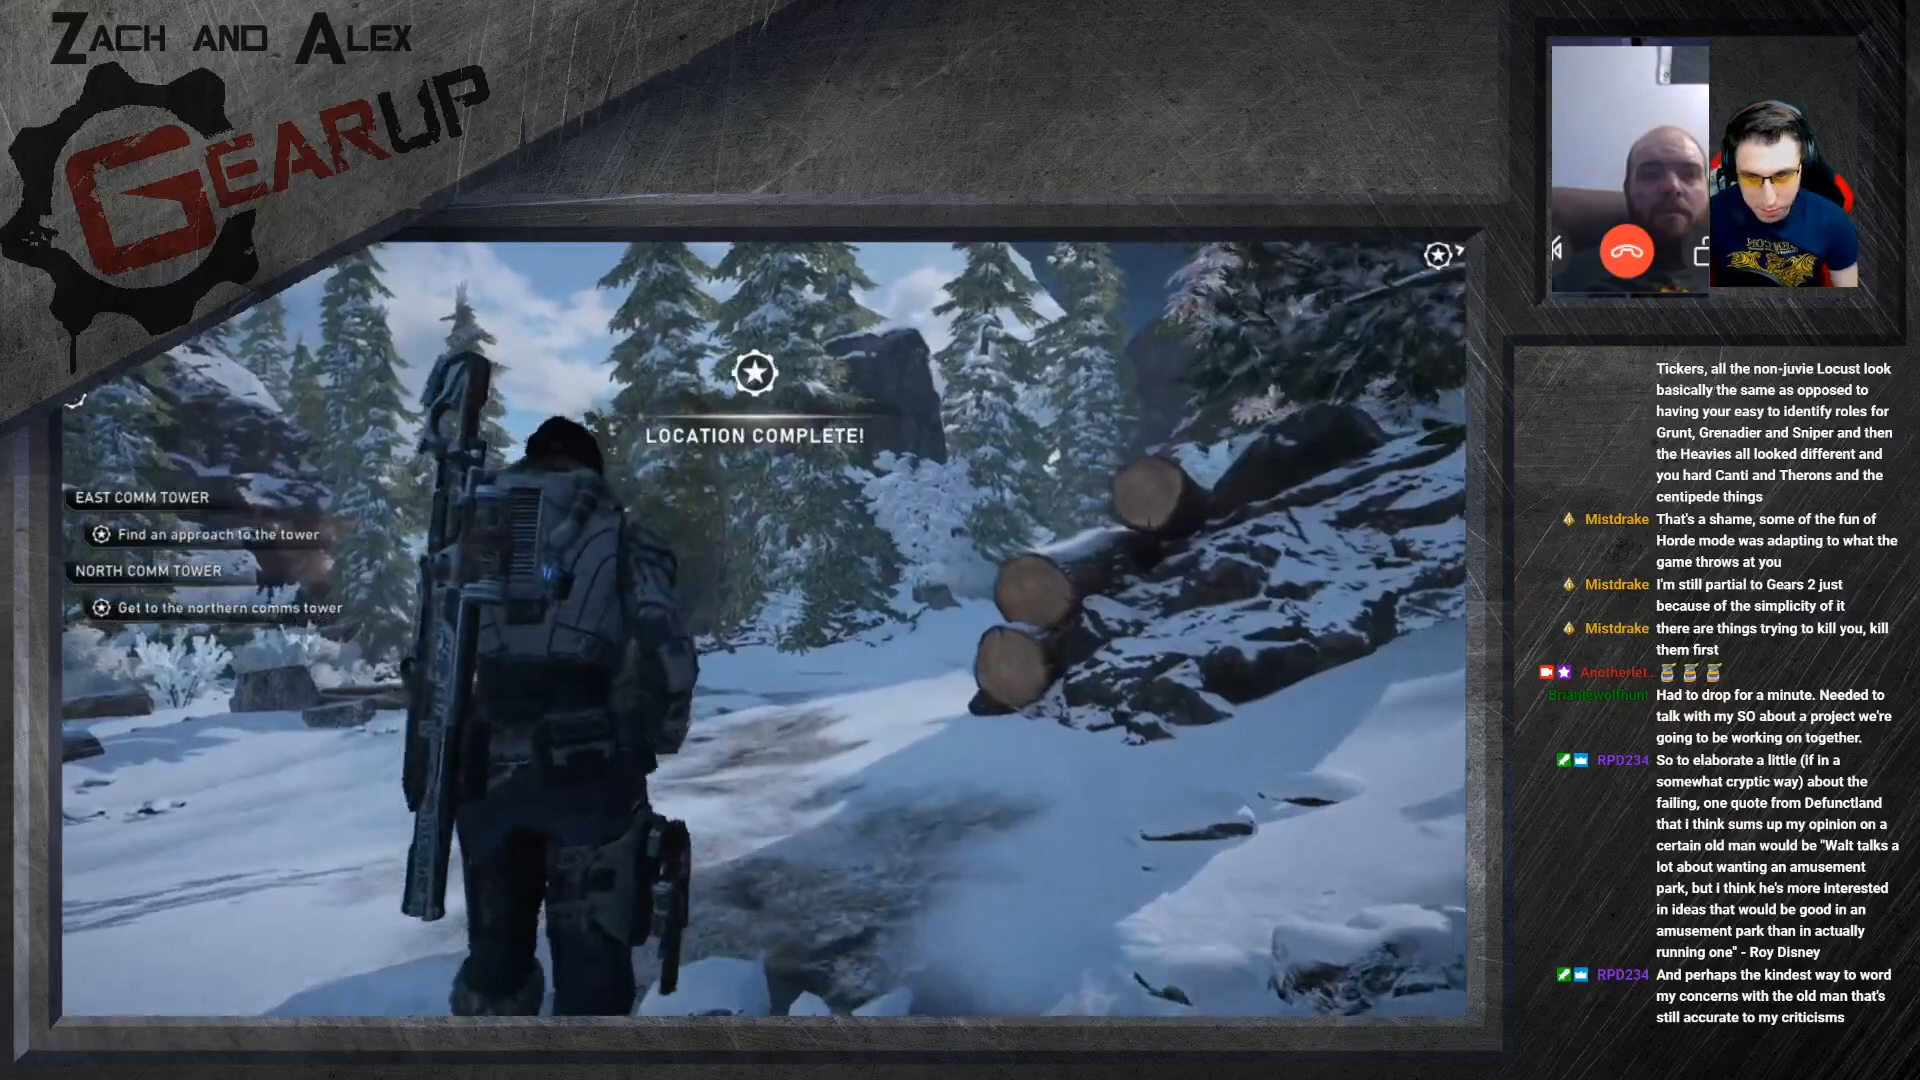 ZACH AND ALEX
GEARUP
LOCATION COMPLETE!
EAST COMM TOWER
Find an approach to the tower
NORTH COMM TOWER
Get to the northern comms tower
Tickers, all the non-juvie Locust look
basically the same as opposed to
having your easy to identify roles for
Grunt, Grenadier and Sniper and then
the Heavies all looked different and
you hard Canti and Therons and the
centipede things
Mistdrake That's a shame, some of the fun of
Horde mode was adapting to what the
game throws at you
Mistdrake I'm still partial to Gears 2 just
because of the simplicity of it
Mistdrake there are things trying to kill you, kill
them first
Anotherlet...
Brianiewolfhunt Had to drop for a minute. Needed to
talk with my SO about a project we're
going to be working on together.
RPD234 So to elaborate a little (if in a
somewhat cryptic way) about the
failing, one quote from Defunctland
that i think sums up my opinion on a
certain old man would be "Walt talks a
lot about wanting an amusement
park, but i think he's more interested
in ideas that would be good in an
amusement park than in actually
running one" - Roy Disney
RPD234 And perhaps the kindest way to word
my concerns with the old man that's
still accurate to my criticisms